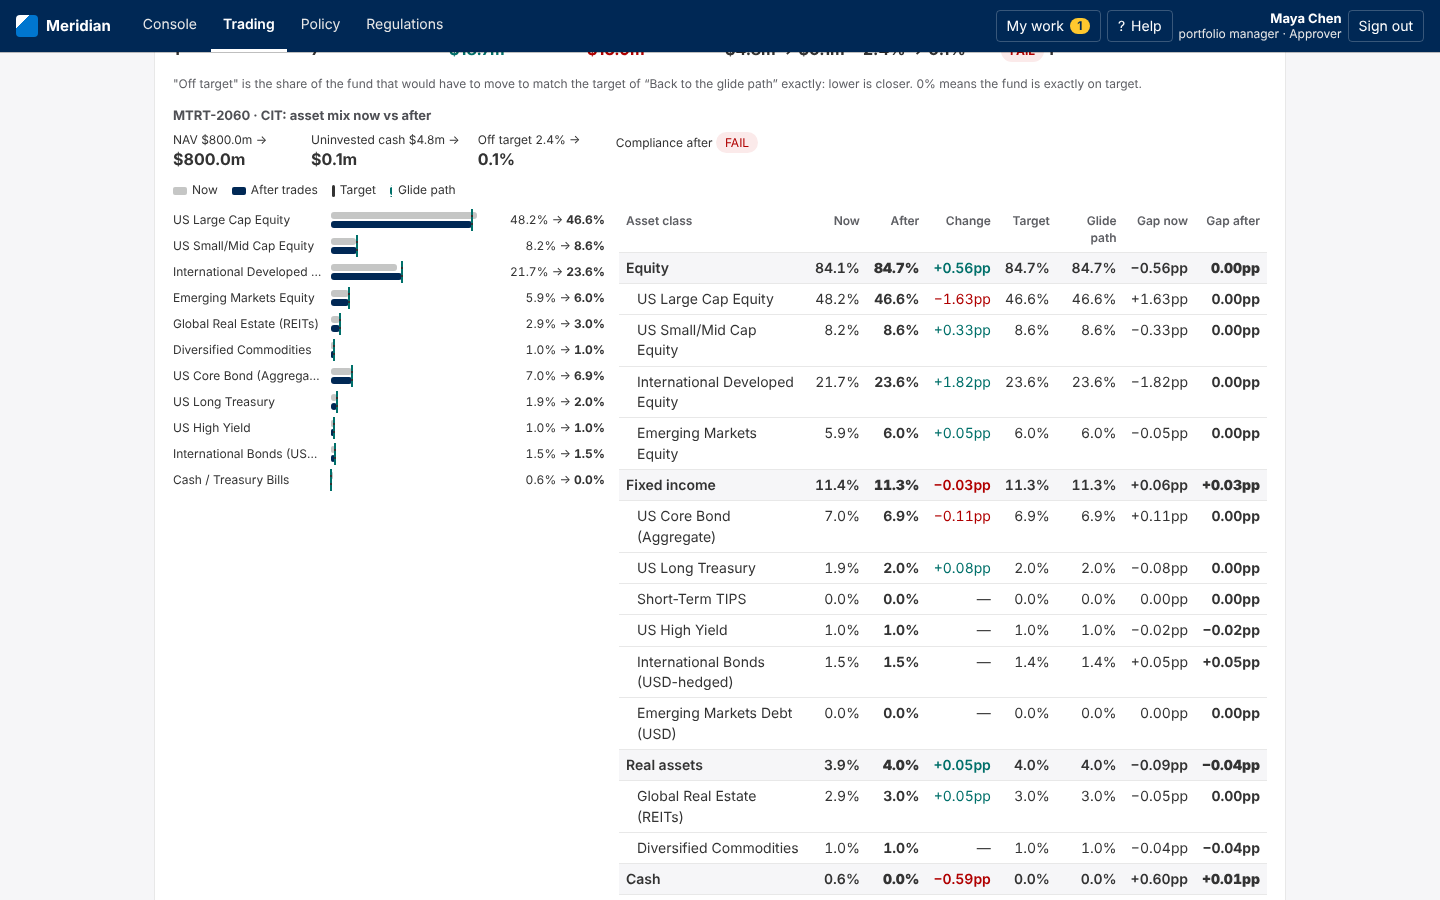 Meridian
Console
Trading
Policy
Regulations
My work 1
? Help
Maya Chen
portfolio manager · Approver
Sign out
"Off target" is the share of the fund that would have to move to match the target of “Back to the glide path” exactly: lower is closer. 0% means the fund is exactly on target.
MTRT-2060 · CIT: asset mix now vs after
NAV $800.0m →
$800.0m
Uninvested cash $4.8m →
$0.1m
Off target 2.4% →
0.1%
Compliance after FAIL
Now After trades Target Glide path
US Large Cap Equity 48.2% → 46.6%
US Small/Mid Cap Equity 8.2% → 8.6%
International Developed ... 21.7% → 23.6%
Emerging Markets Equity 5.9% → 6.0%
Global Real Estate (REITs) 2.9% → 3.0%
Diversified Commodities 1.0% → 1.0%
US Core Bond (Aggrega... 7.0% → 6.9%
US Long Treasury 1.9% → 2.0%
US High Yield 1.0% → 1.0%
International Bonds (US... 1.5% → 1.5%
Cash / Treasury Bills 0.6% → 0.0%
Asset class Now After Change Target Glide path Gap now Gap after
Equity 84.1% 84.7% +0.56pp 84.7% 84.7% −0.56pp 0.00pp
US Large Cap Equity 48.2% 46.6% −1.63pp 46.6% 46.6% +1.63pp 0.00pp
US Small/Mid Cap Equity 8.2% 8.6% +0.33pp 8.6% 8.6% −0.33pp 0.00pp
International Developed Equity 21.7% 23.6% +1.82pp 23.6% 23.6% −1.82pp 0.00pp
Emerging Markets Equity 5.9% 6.0% +0.05pp 6.0% 6.0% −0.05pp 0.00pp
Fixed income 11.4% 11.3% −0.03pp 11.3% 11.3% +0.06pp +0.03pp
US Core Bond (Aggregate) 7.0% 6.9% −0.11pp 6.9% 6.9% +0.11pp 0.00pp
US Long Treasury 1.9% 2.0% +0.08pp 2.0% 2.0% −0.08pp 0.00pp
Short-Term TIPS 0.0% 0.0% — 0.0% 0.0% 0.00pp 0.00pp
US High Yield 1.0% 1.0% — 1.0% 1.0% −0.02pp −0.02pp
International Bonds (USD-hedged) 1.5% 1.5% — 1.4% 1.4% +0.05pp +0.05pp
Emerging Markets Debt (USD) 0.0% 0.0% — 0.0% 0.0% 0.00pp 0.00pp
Real assets 3.9% 4.0% +0.05pp 4.0% 4.0% −0.09pp −0.04pp
Global Real Estate (REITs) 2.9% 3.0% +0.05pp 3.0% 3.0% −0.05pp 0.00pp
Diversified Commodities 1.0% 1.0% — 1.0% 1.0% −0.04pp −0.04pp
Cash 0.6% 0.0% −0.59pp 0.0% 0.0% +0.60pp +0.01pp